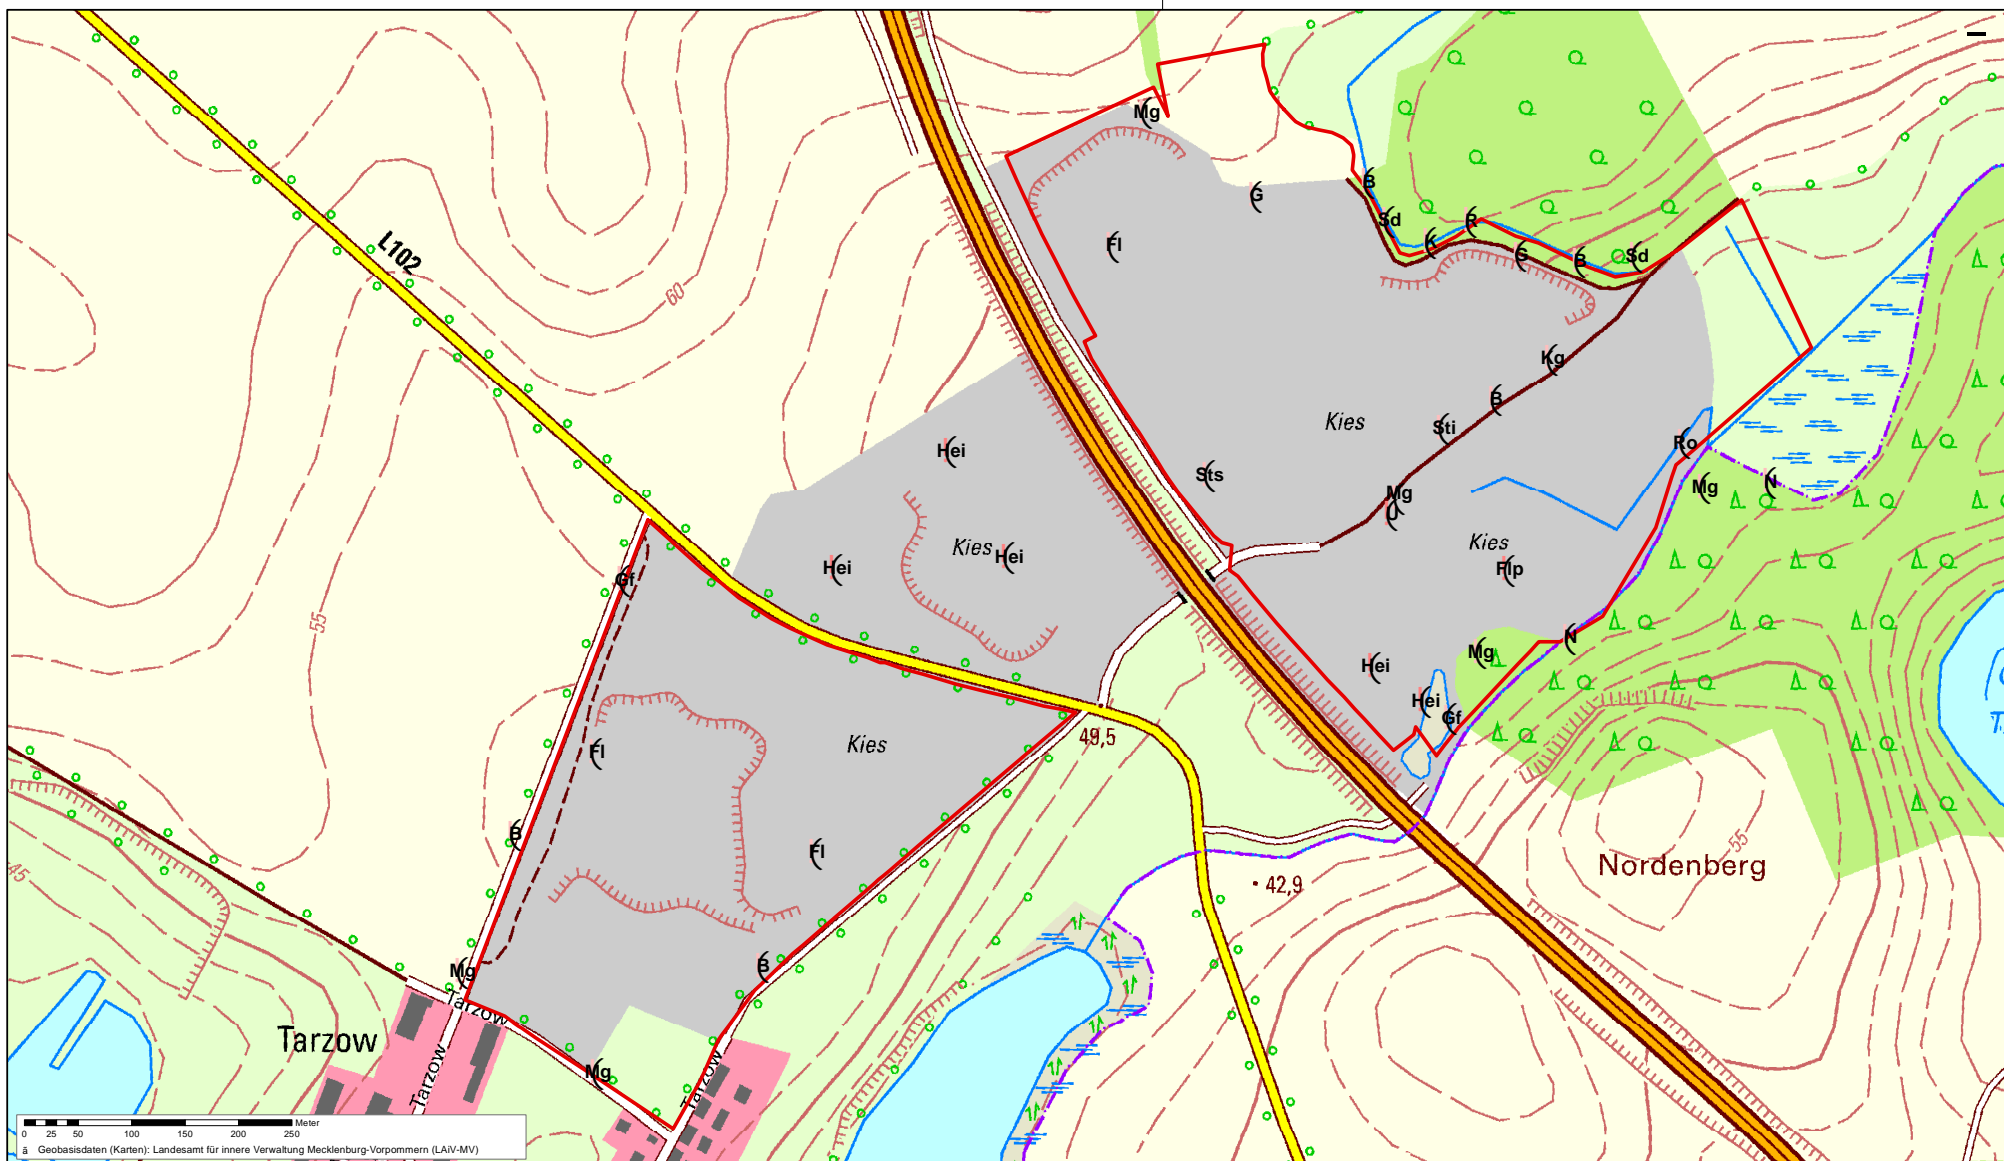 Mg
G
B
Sd
R
K
G
B
Sd
Fl
L102
60
Kg
B
Kies
Sti
Hei
Sts
Ro
Mg
N
Mg
U
Kies
Hei
Hei
Kies
Flp
Gf
55
N
Mg
Hei
Hei
Gf
49,5
Kies
Fl
B
Fl
55
Nordenberg
42,9
45
Mg
B
Tarzow
Tarzow
Mg
Tarzow
Tarzow
Meter
0 25 50 100 150 200 250
ä Geobasisdaten (Karten): Landesamt für innere Verwaltung Mecklenburg-Vorpommern (LAiV-MV)